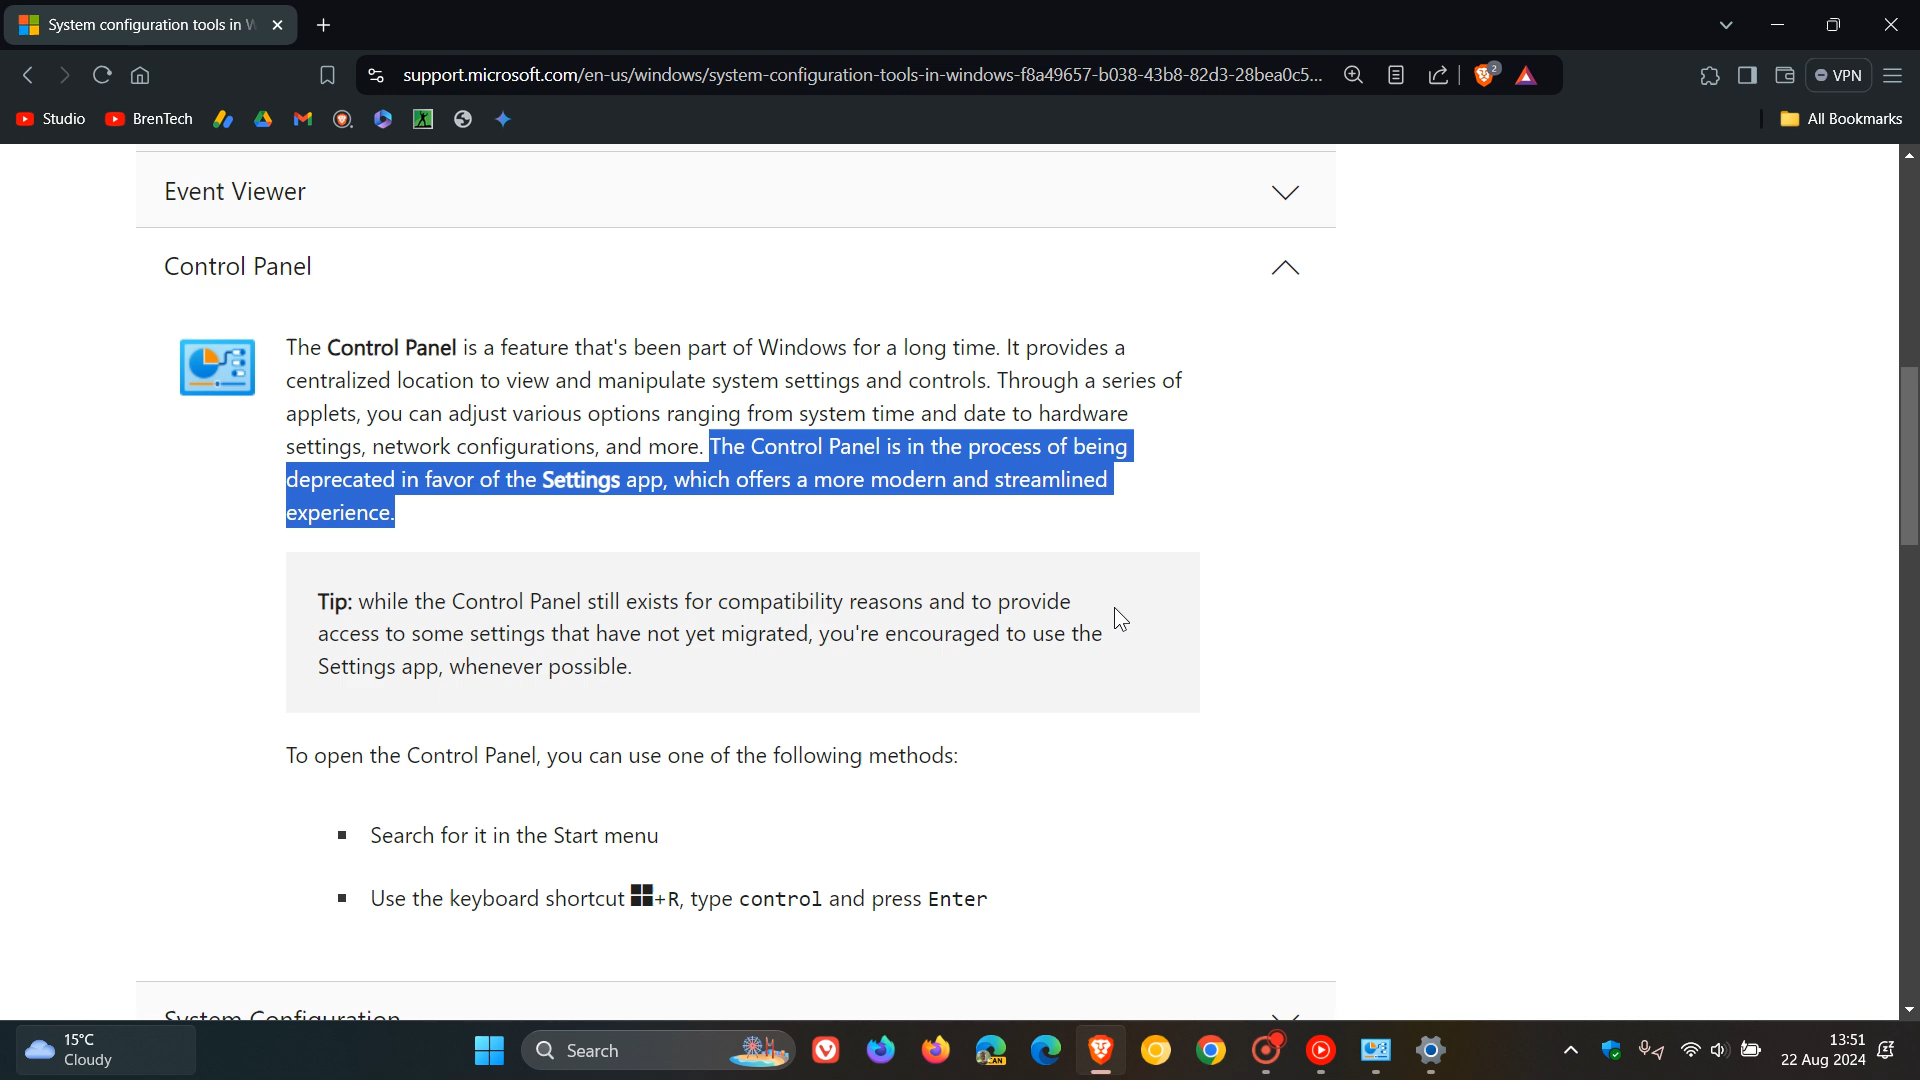 System configuration tools in W
support.microsoft.com/en-us/windows/system-configuration-tools-in-windows-f8a49657-b038-43b8-82d3-28bea0c5...
2
VPN
Studio
BrenTech
All Bookmarks
Event Viewer
Control Panel
The Control Panel is a feature that's been part of Windows for a long time. It provides a
centralized location to view and manipulate system settings and controls. Through a series of
applets, you can adjust various options ranging from system time and date to hardware
settings, network configurations, and more. The Control Panel is in the process of being
deprecated in favor of the Settings app, which offers a more modern and streamlined
experience.
Tip: while the Control Panel still exists for compatibility reasons and to provide
access to some settings that have not yet migrated, you're encouraged to use the
Settings app, whenever possible.
To open the Control Panel, you can use one of the following methods:
Search for it in the Start menu
Use the keyboard shortcut +R, type control and press Enter
System Configuration
15°C
Cloudy
Search
CAN
13:51
22 Aug 2024